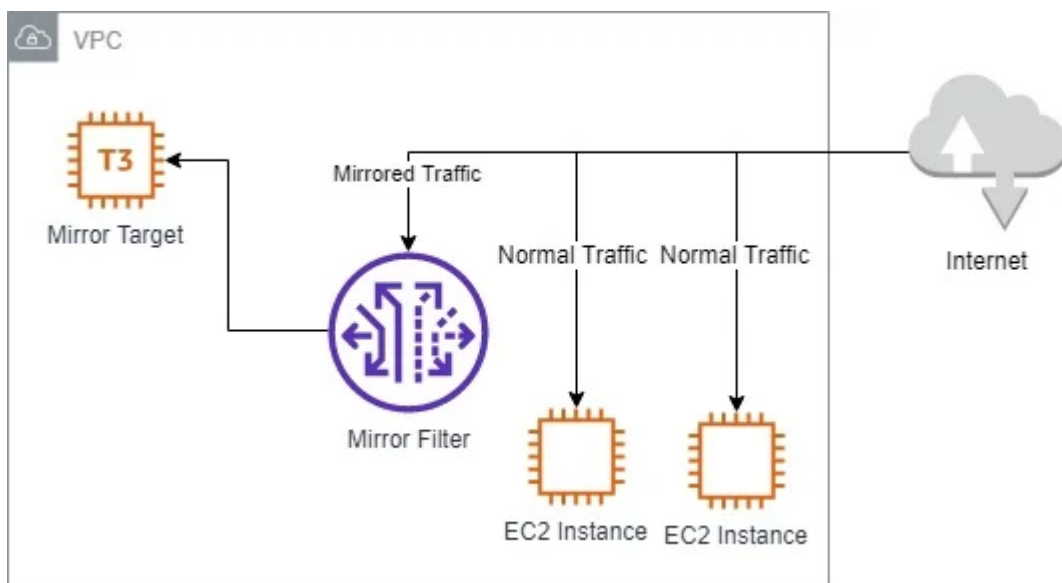 VPC
T3
Mirrored Traffic
Mirror Target
Normal Traffic
Normal Traffic
Internet
Mirror Filter
EC2 Instance
EC2 Instance